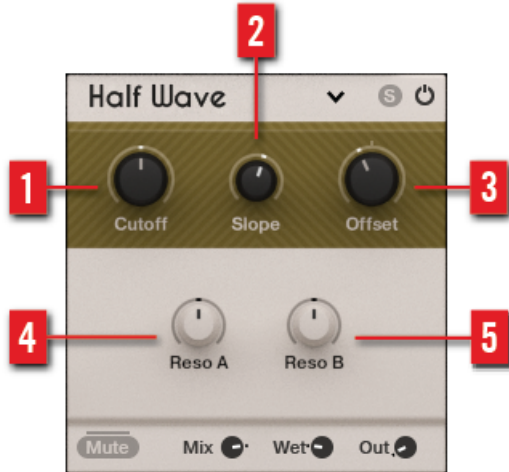 2
Half Wave S
1 3
Cutoff Slope Offset
4 5
Reso A Reso B
Mute Mix Wet Out